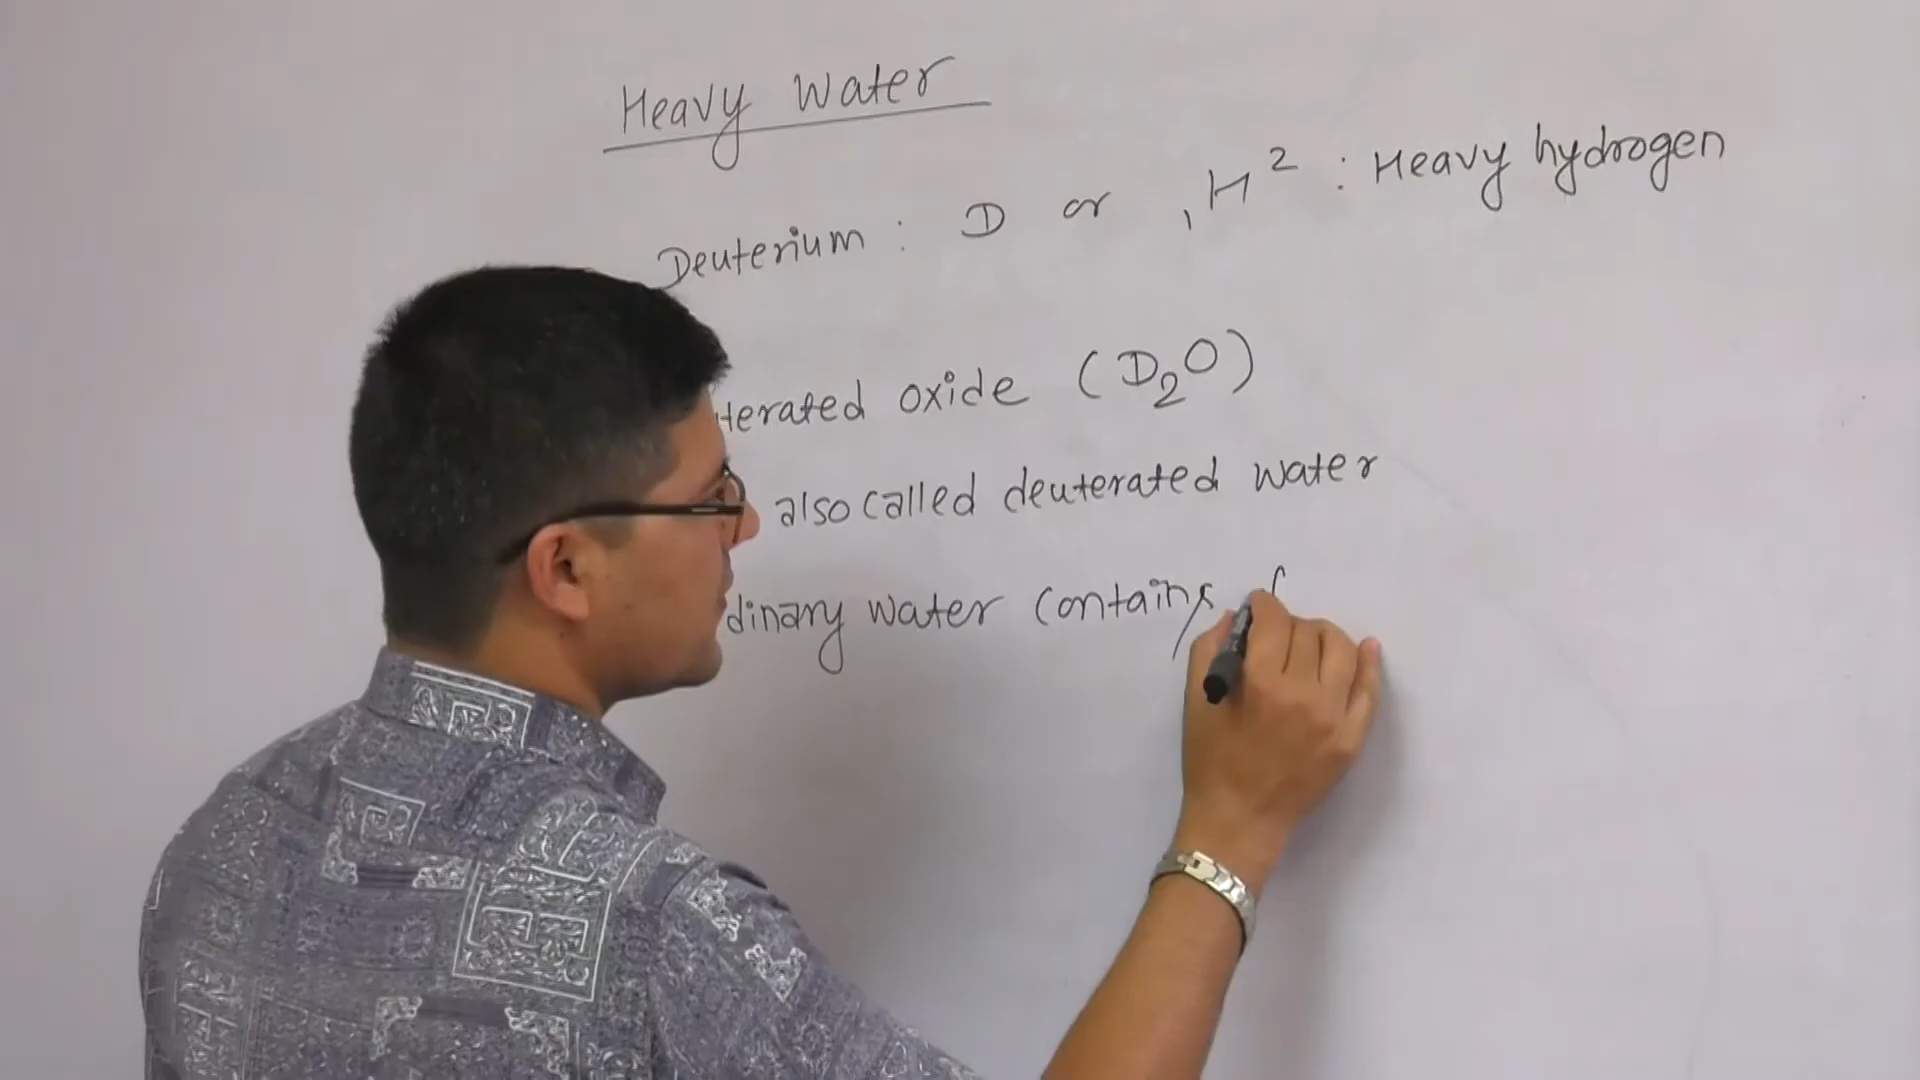 Heavy Water
Deuterium : D or ₁H² : Heavy hydrogen
terated oxide (D₂O)
also called deuterated water
dinary water contains